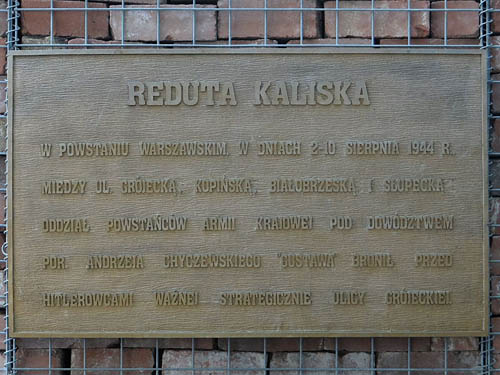 REDUTA KALISKA
W POWSTANIU WARSZAWSKIM, W DNIACH 2-10 SIERPNIA 1944 R.
MIĘDZY UL. GRÓJECKĄ, KOPIŃSKĄ, BIAŁOBRZESKĄ I SŁUPECKĄ
ODDZIAŁ POWSTAŃCÓW ARMII KRAJOWEJ POD DOWÓDZTWEM
POR. ANDRZEJA CHYCZEWSKIEGO "GUSTAWA" BRONIŁ PRZED
HITLEROWCAMI WAŻNEJ STRATEGICZNIE ULICY GRÓJECKIEJ.